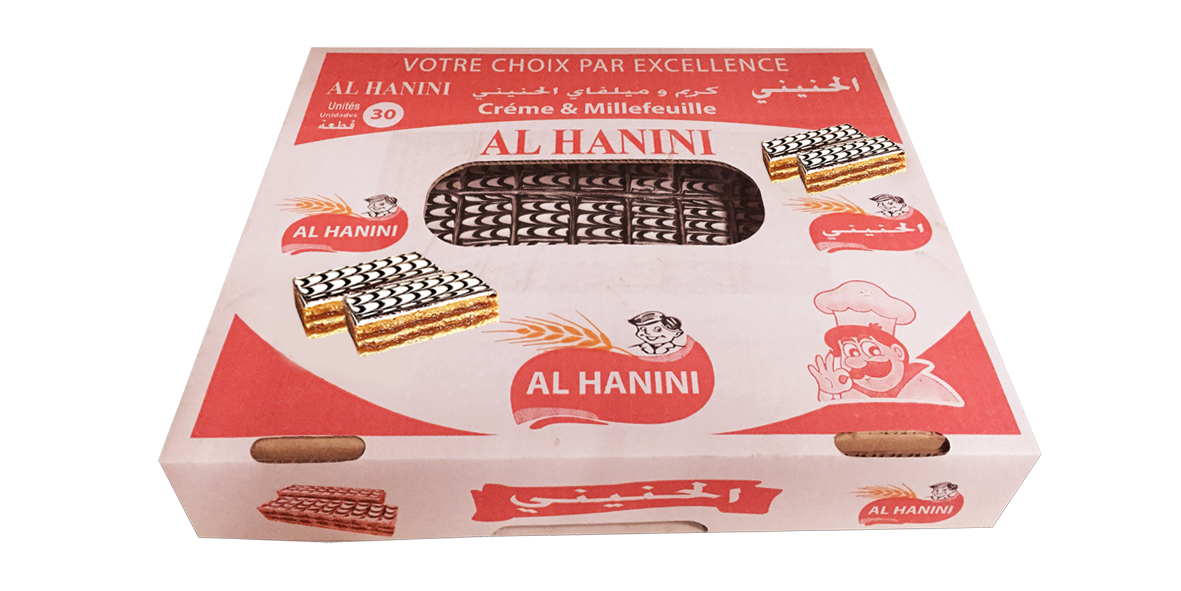 VOTRE CHOIX PAR EXCELLENCE
AL HANINI
كريم و ميلفاي الحنيني
الحنيني
Unités
Unidades
قطعة
30
Créme & Millefeuille
AL HANINI
AL HANINI
الحنيني
AL HANINI
الحنيني
AL HANINI